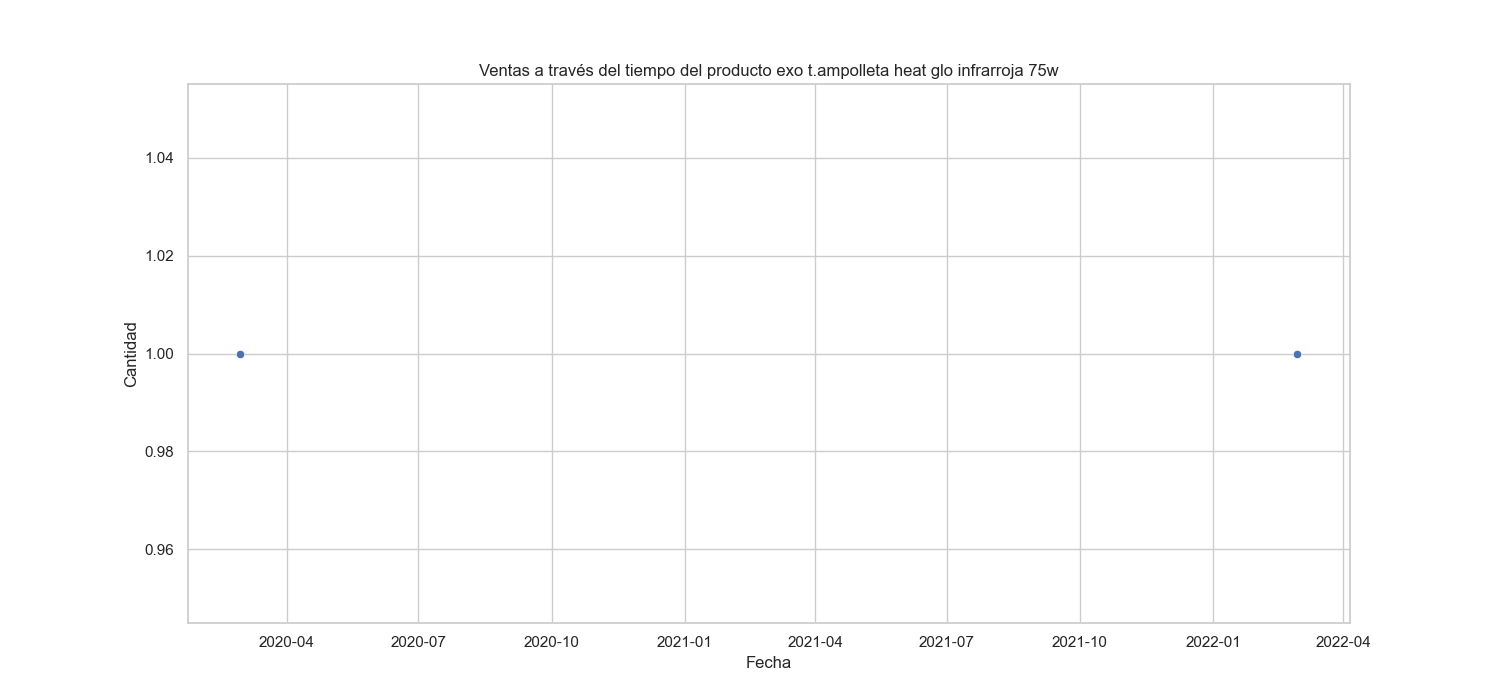 Ventas a través del tiempo del producto exo t.ampolleta heat glo infrarroja 75w
1.04
1.02
1.00
0.98
0.96
Cantidad
2020-04 2020-07 2020-10 2021-01 2021-04 2021-07 2021-10 2022-01 2022-04
Fecha